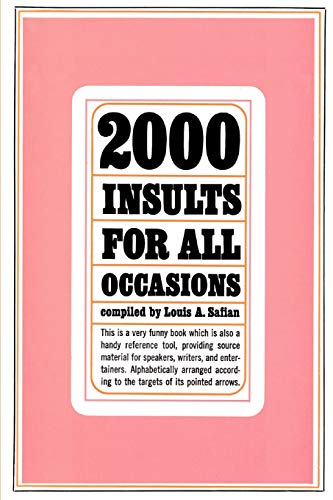 2000
INSULTS
FOR ALL
OCCASIONS
compiled by Louis A. Safian
This is a very funny book which is also a
handy reference tool, providing source
material for speakers, writers, and enter-
tainers. Alphabetically arranged accord-
ing to the targets of its pointed arrows.